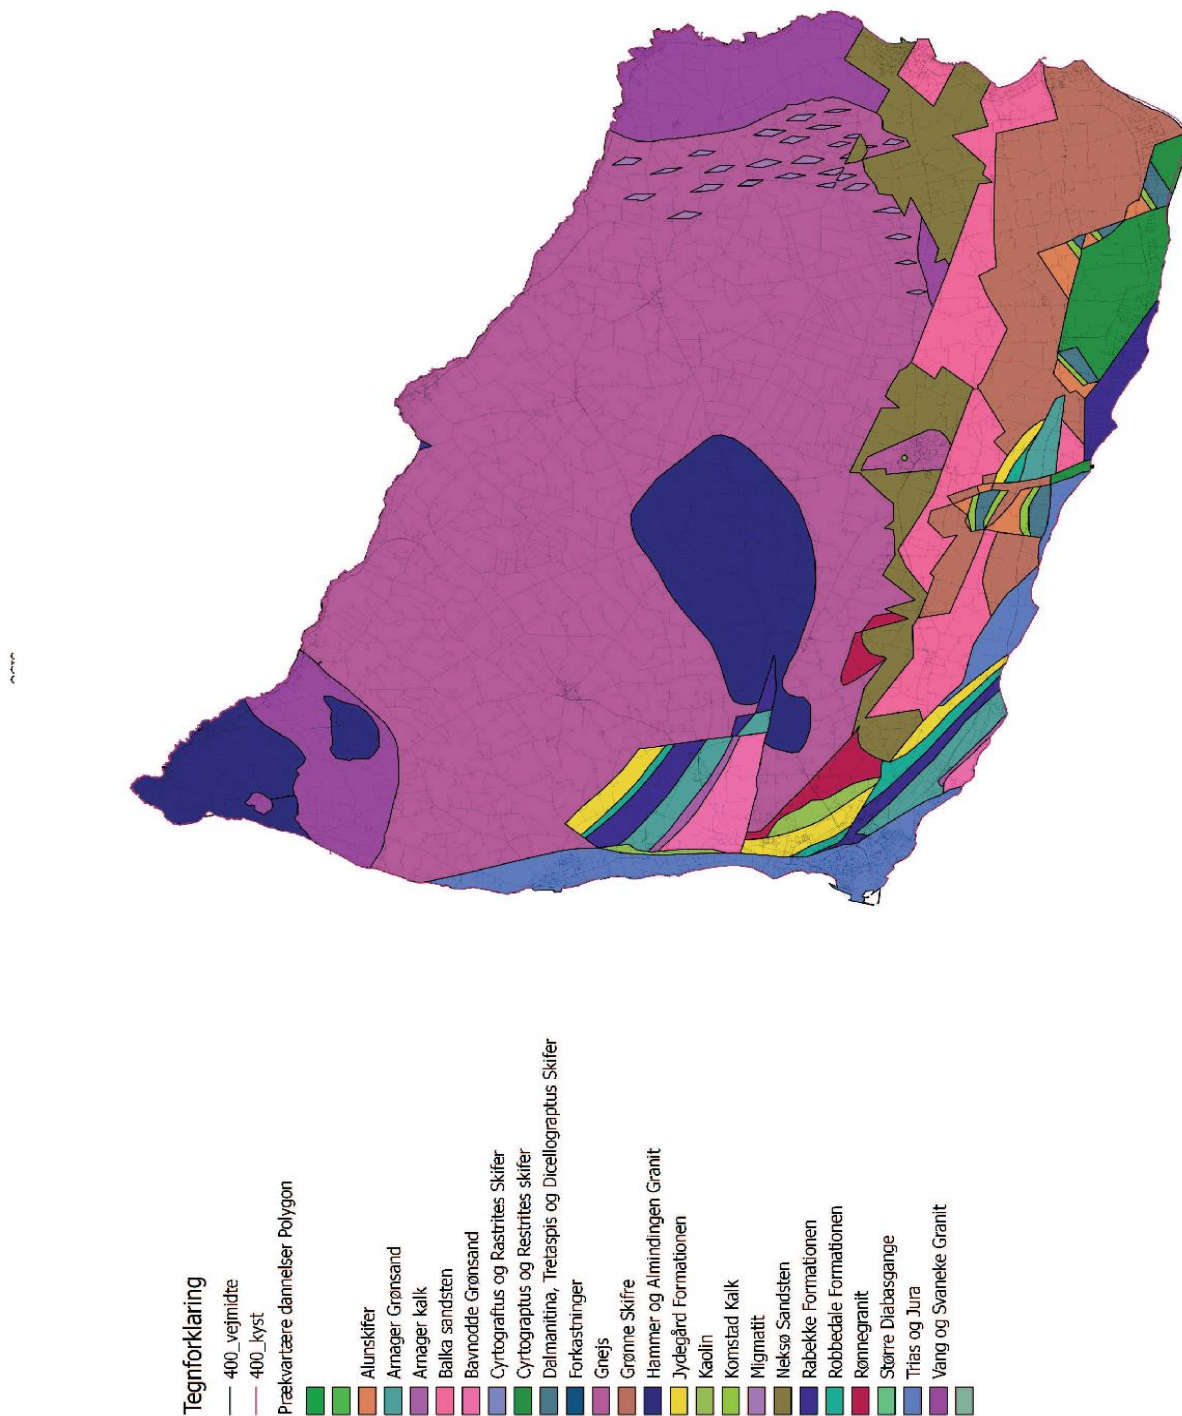 Tegnforklaring
400_vejmidte
400_kyst
Prækvartære dannelser Polygon
Alunskifer
Arnager Grønsand
Arnager kalk
Balka sandsten
Bavnodde Grønsand
Cyrtograftus og Rastrites Skifer
Cyrtograptus og Restrites skifer
Dalmanitina, Tretaspis og Dicellograptus Skifer
Forkastninger
Gnejs
Grønne Skifre
Hammer og Almindingen Granit
Jydegård Formationen
Kaolin
Komstad Kalk
Migmatit
Neksø Sandsten
Rabekke Formationen
Robbedale Formationen
Rønnegranit
Større Diabasgange
Trias og Jura
Vang og Svaneke Granit